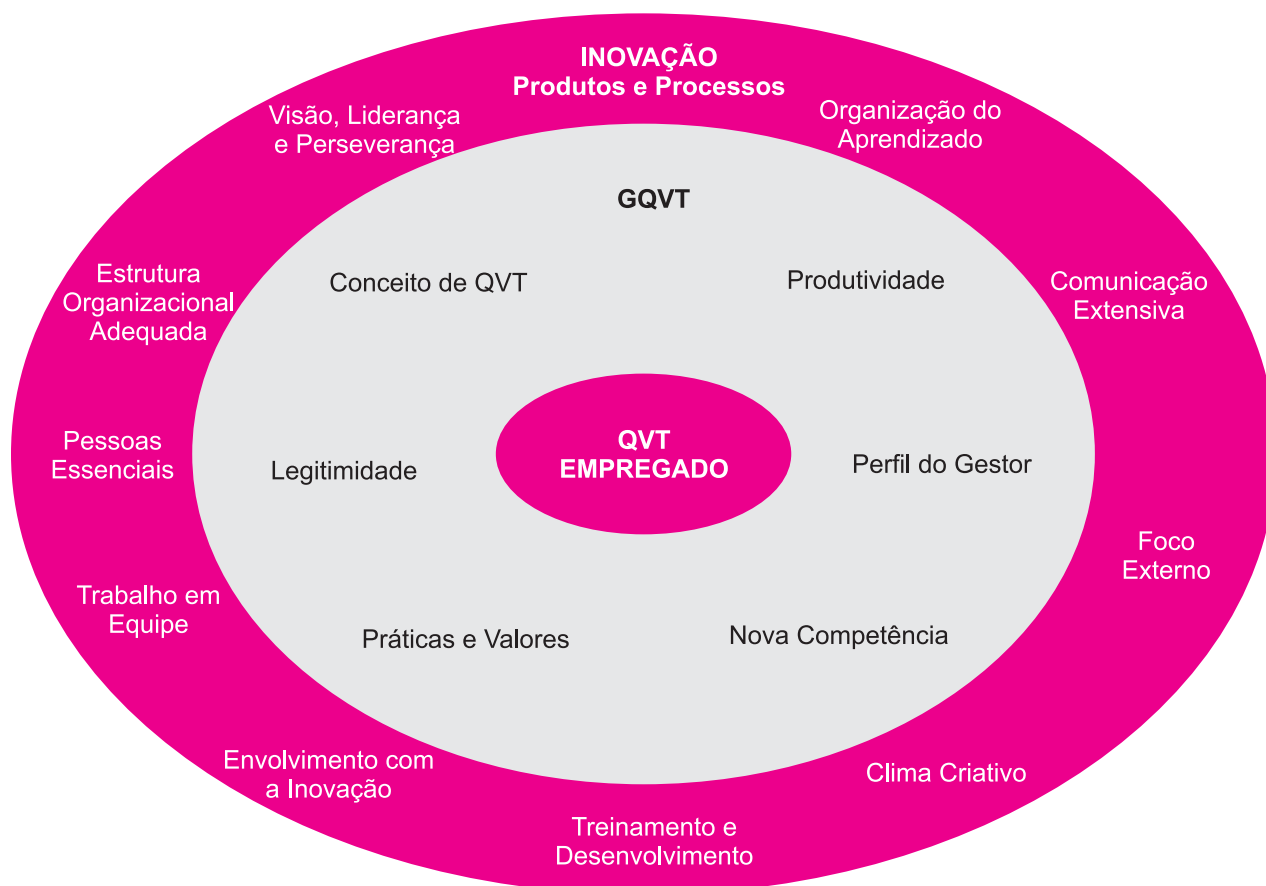 INOVAÇÃO
Produtos e Processos
Visão, Liderança
e Perseverança
Organização do
Aprendizado
GQVT
Estrutura
Organizacional
Adequada
Conceito de QVT
Produtividade
Comunicação
Extensiva
Pessoas
Essenciais
Legitimidade
QVT
EMPREGADO
Perfil do Gestor
Foco
Externo
Trabalho em
Equipe
Práticas e Valores
Nova Competência
Envolvimento com
a Inovação
Clima Criativo
Treinamento e
Desenvolvimento